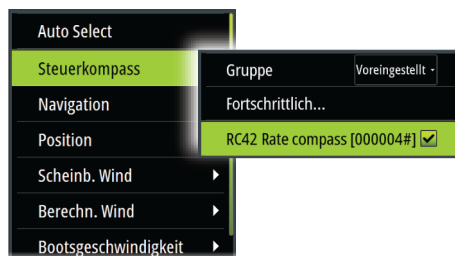 Auto Select
Steuerkompass
Navigation
Position
Scheinb. Wind
Berechn. Wind
Bootsgeschwindigkeit
Gruppe Voreingestellt
Fortschrittlich...
RC42 Rate compass [000004#]